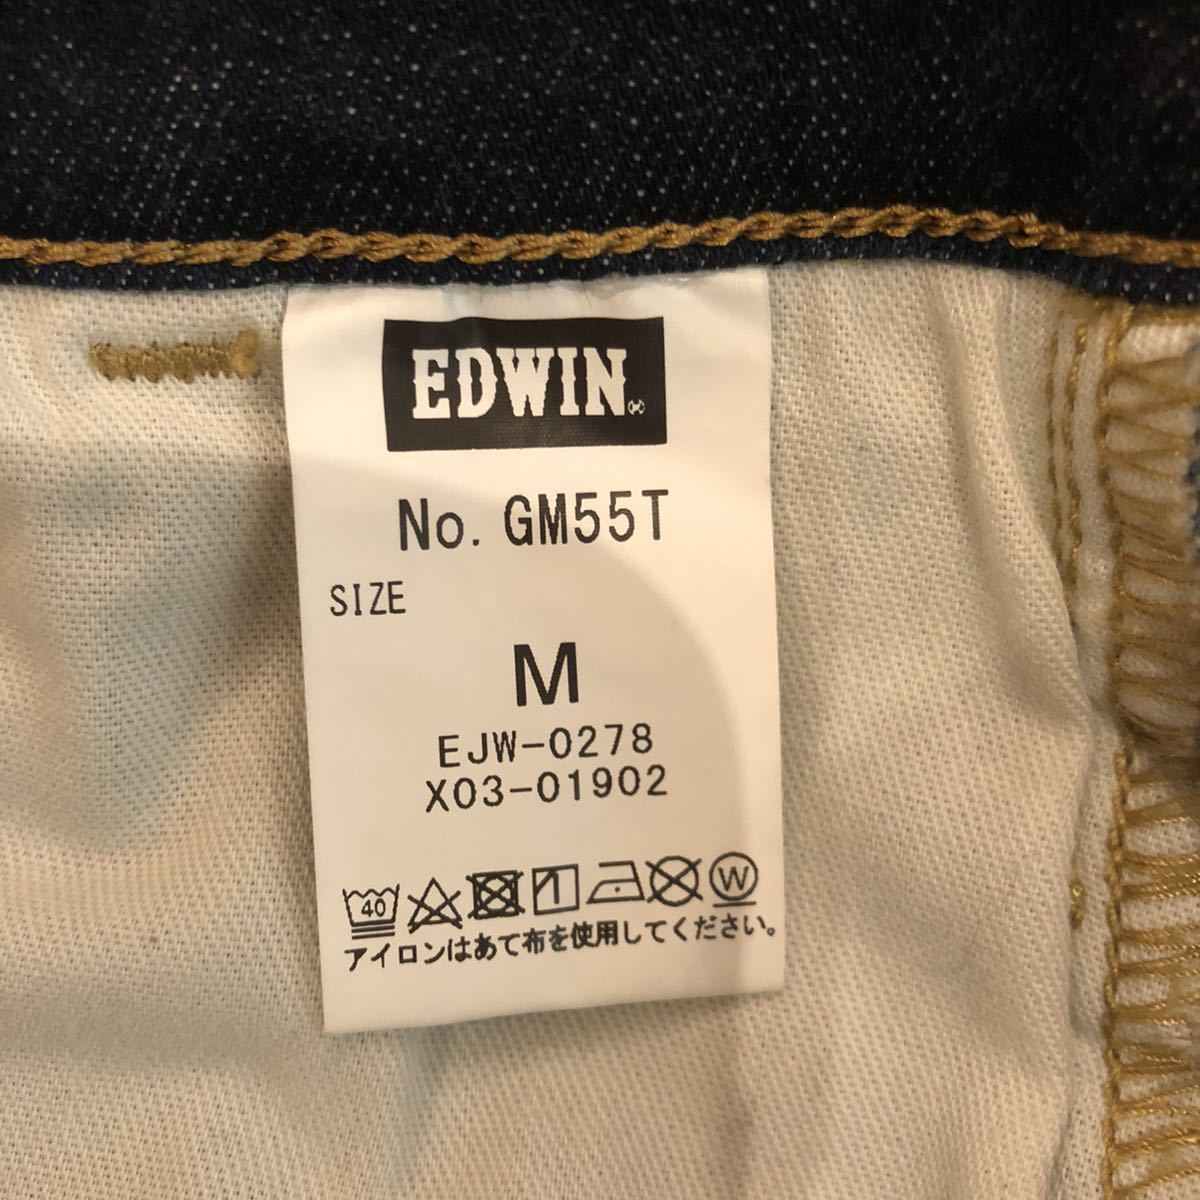 EDWIN®
No. GM55T
SIZE
M
EJW-0278
X03-01902
40 W
アイロンはあて布を使用してください。